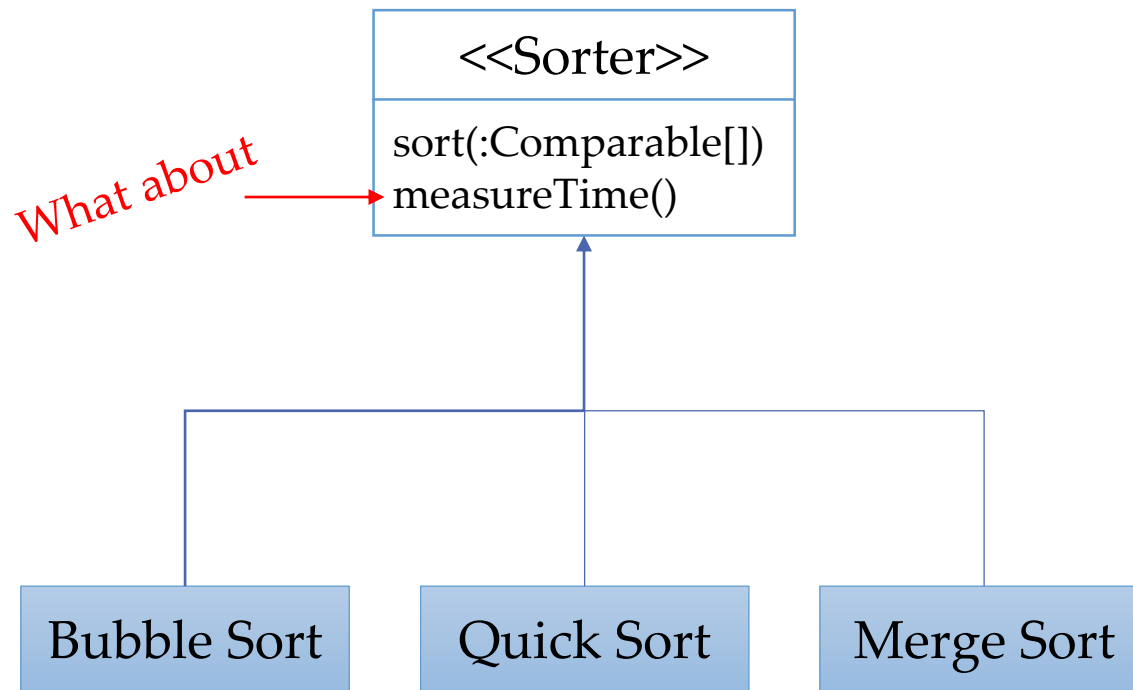 <<Sorter>>
sort(:Comparable[])
What about
measureTime()
Bubble Sort
Quick Sort
Merge Sort